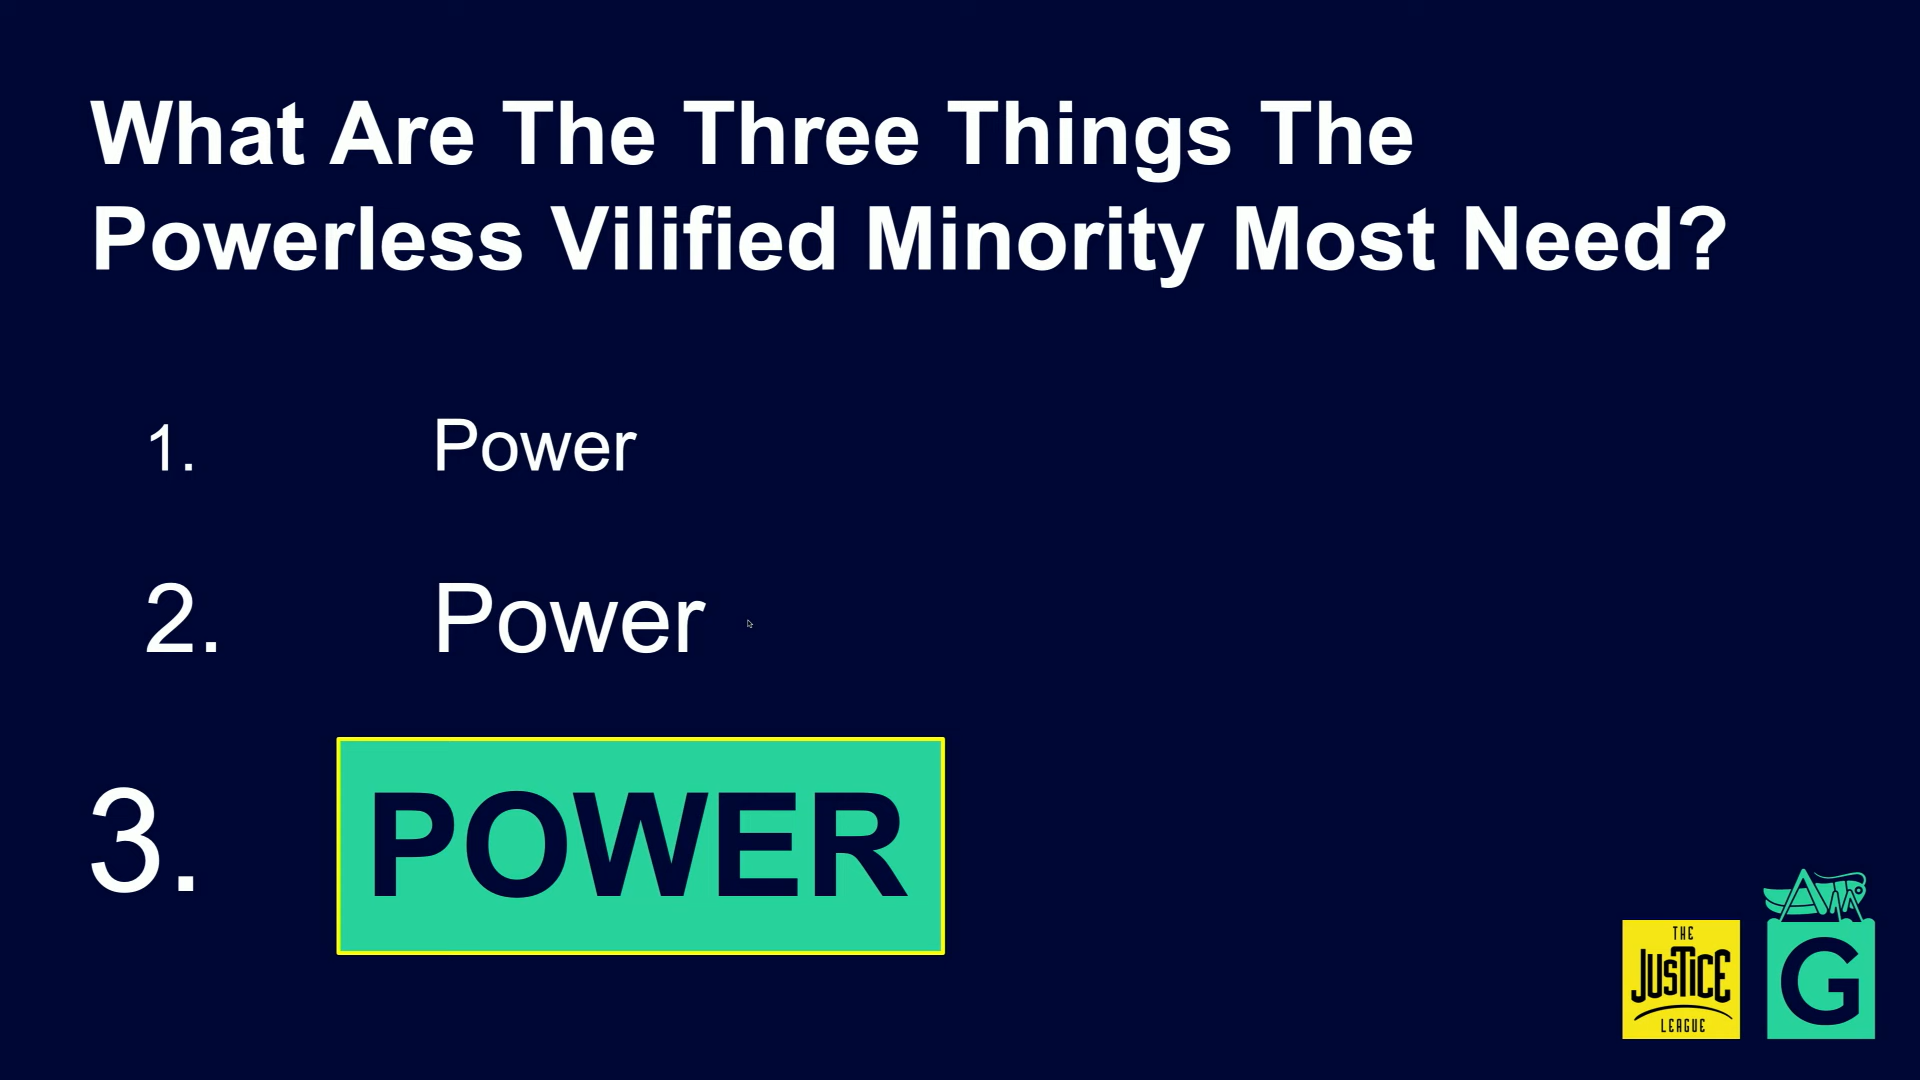 What Are The Three Things The
Powerless Vilified Minority Most Need?
1. Power
2. Power
3. POWER
THE
JUSTICE
LEAGUE
G